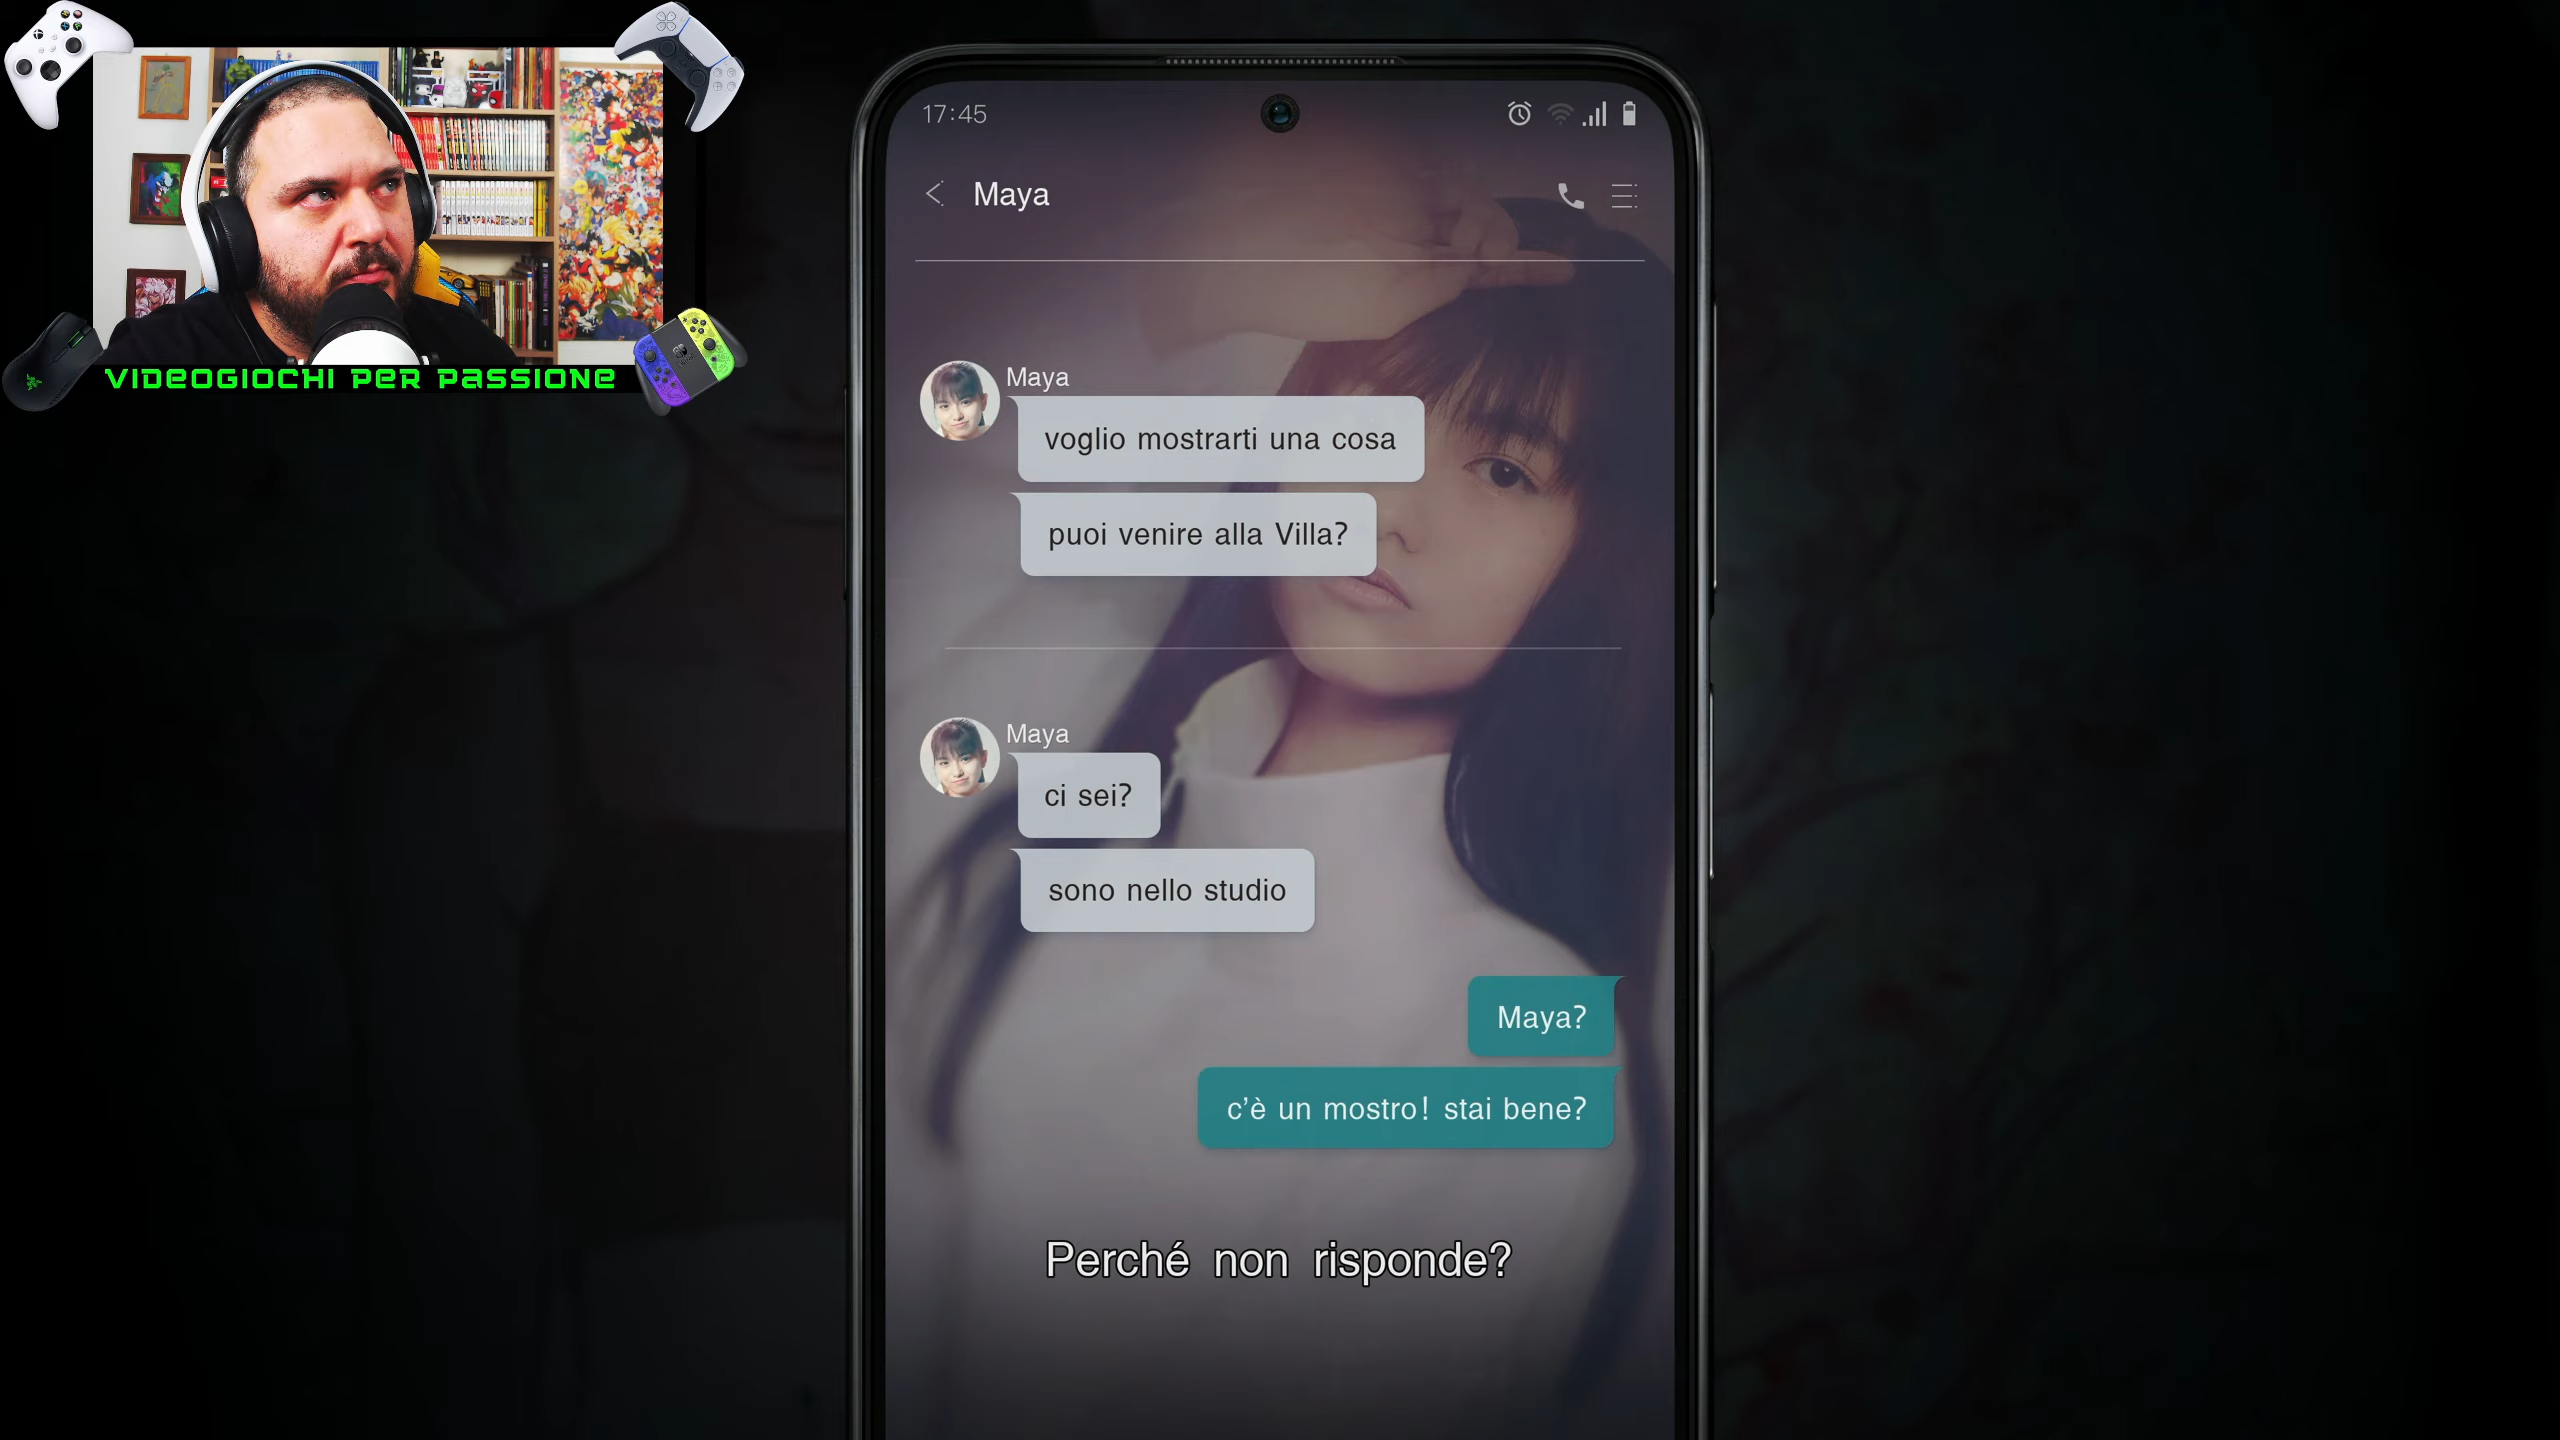 VIDEOGIOCHI PER PASSIONE
17:45
Maya
Maya
voglio mostrarti una cosa
puoi venire alla Villa?
Maya
ci sei?
sono nello studio
Maya?
c'è un mostro! stai bene?
Perché non risponde?